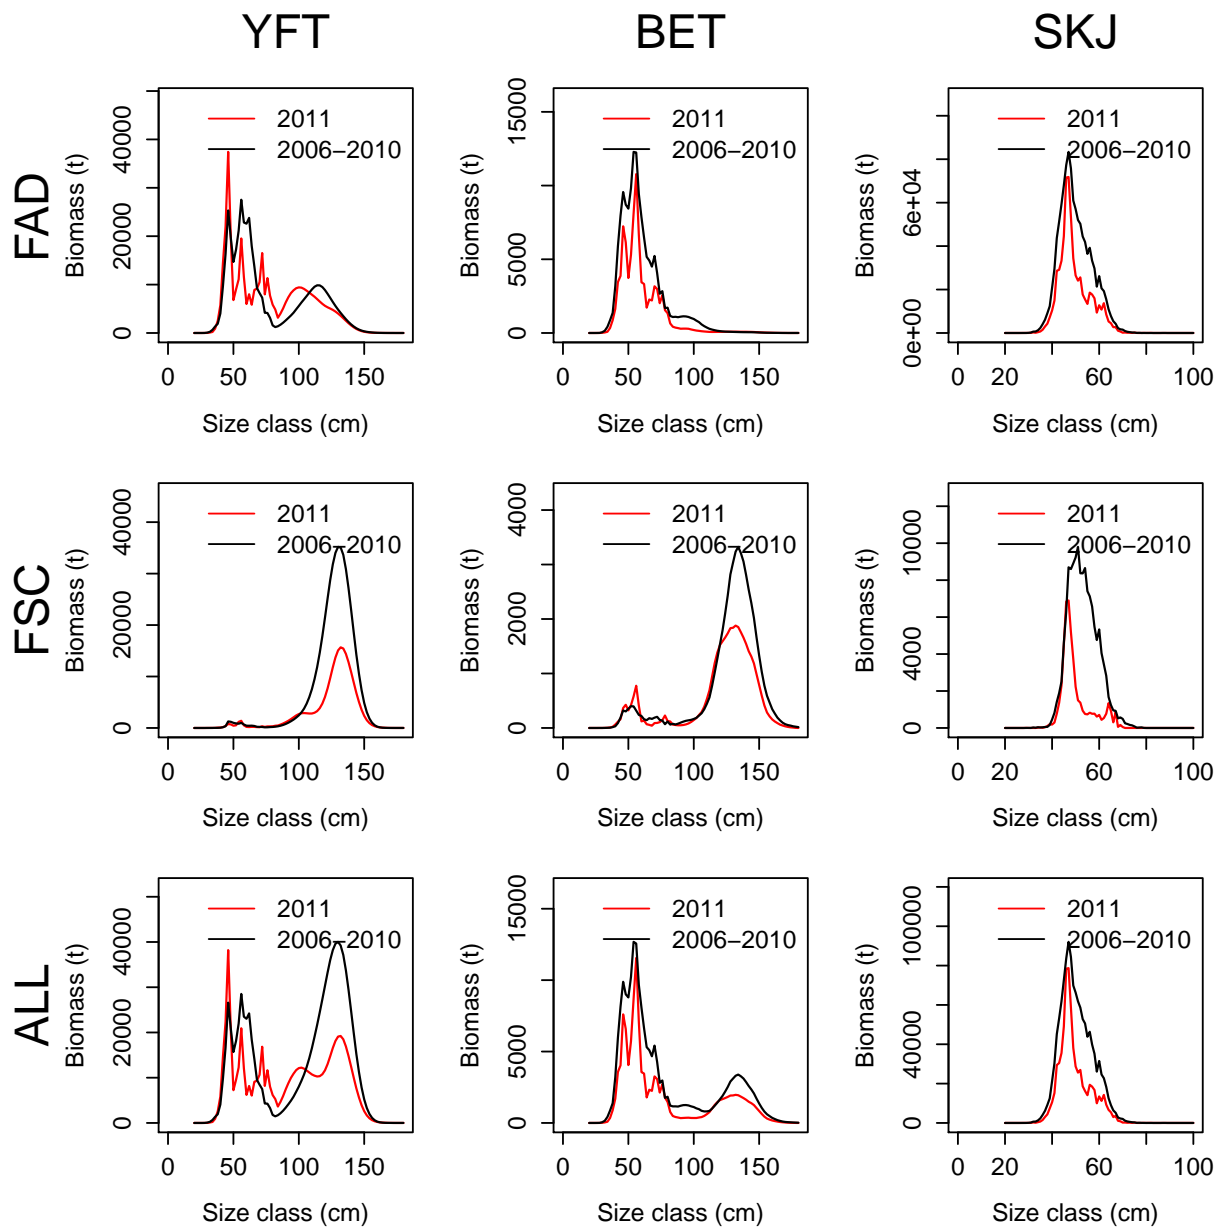 YFT BET SKJ
FAD
Biomass (t)
0 20000 40000
2011
2006−2010
0 50 100 150
Size class (cm)
Biomass (t)
0 5000 15000
2011
2006−2010
0 50 100 150
Size class (cm)
Biomass (t)
0e+00 6e+04
2011
2006−2010
0 20 60 100
Size class (cm)
FSC
Biomass (t)
0 20000 40000
2011
2006−2010
0 50 100 150
Size class (cm)
Biomass (t)
0 2000 4000
2011
2006−2010
0 50 100 150
Size class (cm)
Biomass (t)
0 4000 10000
2011
2006−2010
0 20 60 100
Size class (cm)
ALL
Biomass (t)
0 20000 40000
2011
2006−2010
0 50 100 150
Size class (cm)
Biomass (t)
0 5000 15000
2011
2006−2010
0 50 100 150
Size class (cm)
Biomass (t)
0 40000 100000
2011
2006−2010
0 20 60 100
Size class (cm)